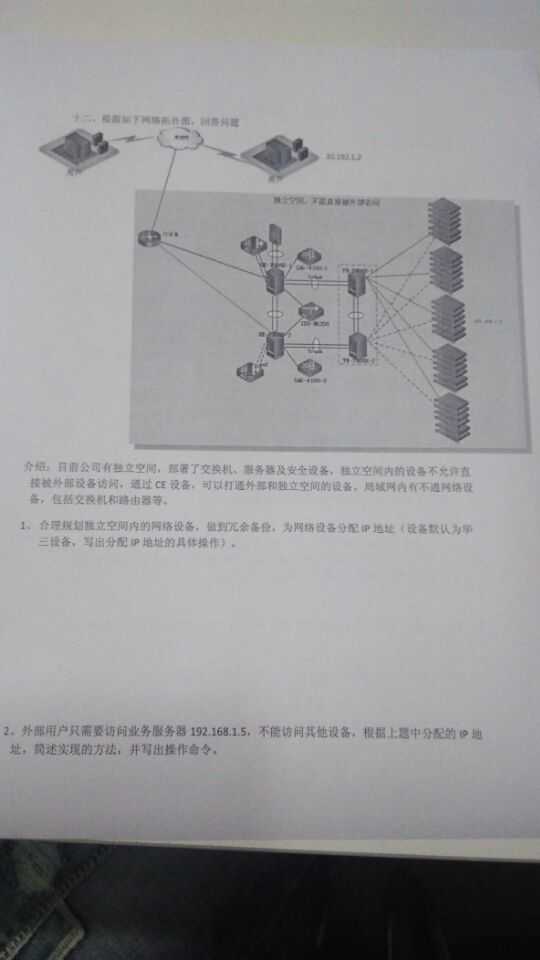 十二、根据如下网络拓扑图，回答问题
10.192.1.2
独立空间，不能直接被外部访问
Trunk
Trunk
介绍：目前公司有独立空间，部署了交换机、服务器及安全设备，独立空间内的设备不允许直
接被外部设备访问，通过 CE 设备，可以打通外部和独立空间的设备，局域网内有不通网络设
备，包括交换机和路由器等。
1、合理规划独立空间内的网络设备，做到冗余备份，为网络设备分配 IP 地址（设备默认为华
三设备，写出分配 IP 地址的具体操作）。
2、外部用户只需要访问业务服务器 192.168.1.5，不能访问其他设备，根据上题中分配的 IP 地
址，简述实现的方法，并写出操作命令。